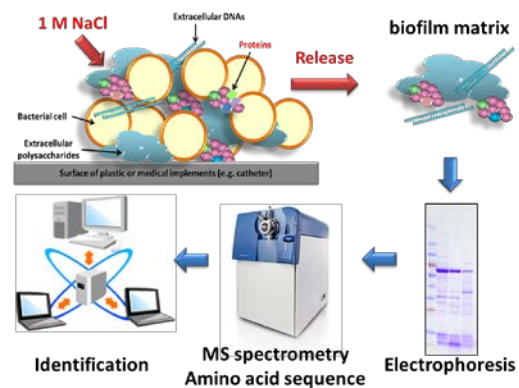 1 M NaCl
Extracellular DNAs
Proteins
Release
biofilm matrix
Bacterial cell
Extracellular
polysaccharides
Surface of plastic or medical implements (e.g. catheter)
Identification
MS spectrometry
Amino acid sequence
Electrophoresis